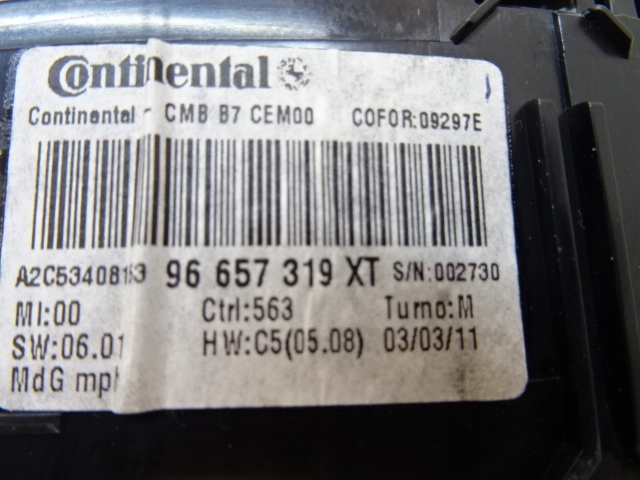 Continental
Continental - CMB B7 CEM00 COFOR:09297E
96 657 319 XT S/N:002730
MI:00 Ctrl:563 Turno:M
SW:06.01 HW:C5(05.08) 03/03/11
MdG mph